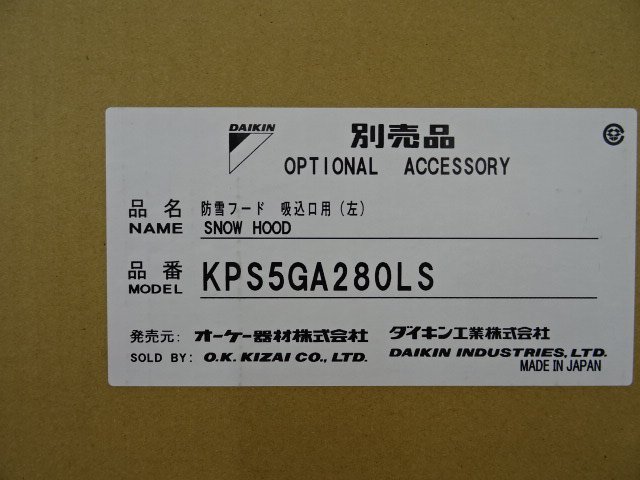 DAIKIN
別売品
OPTIONAL ACCESSORY
品名 防雪フード 吸込口用(左)
NAME SNOW HOOD
品番
MODEL KPS5GA280LS
発売元: オーケー器材株式会社 ダイキン工業株式会社
SOLD BY: O.K. KIZAI CO., LTD. DAIKIN INDUSTRIES, LTD.
MADE IN JAPAN